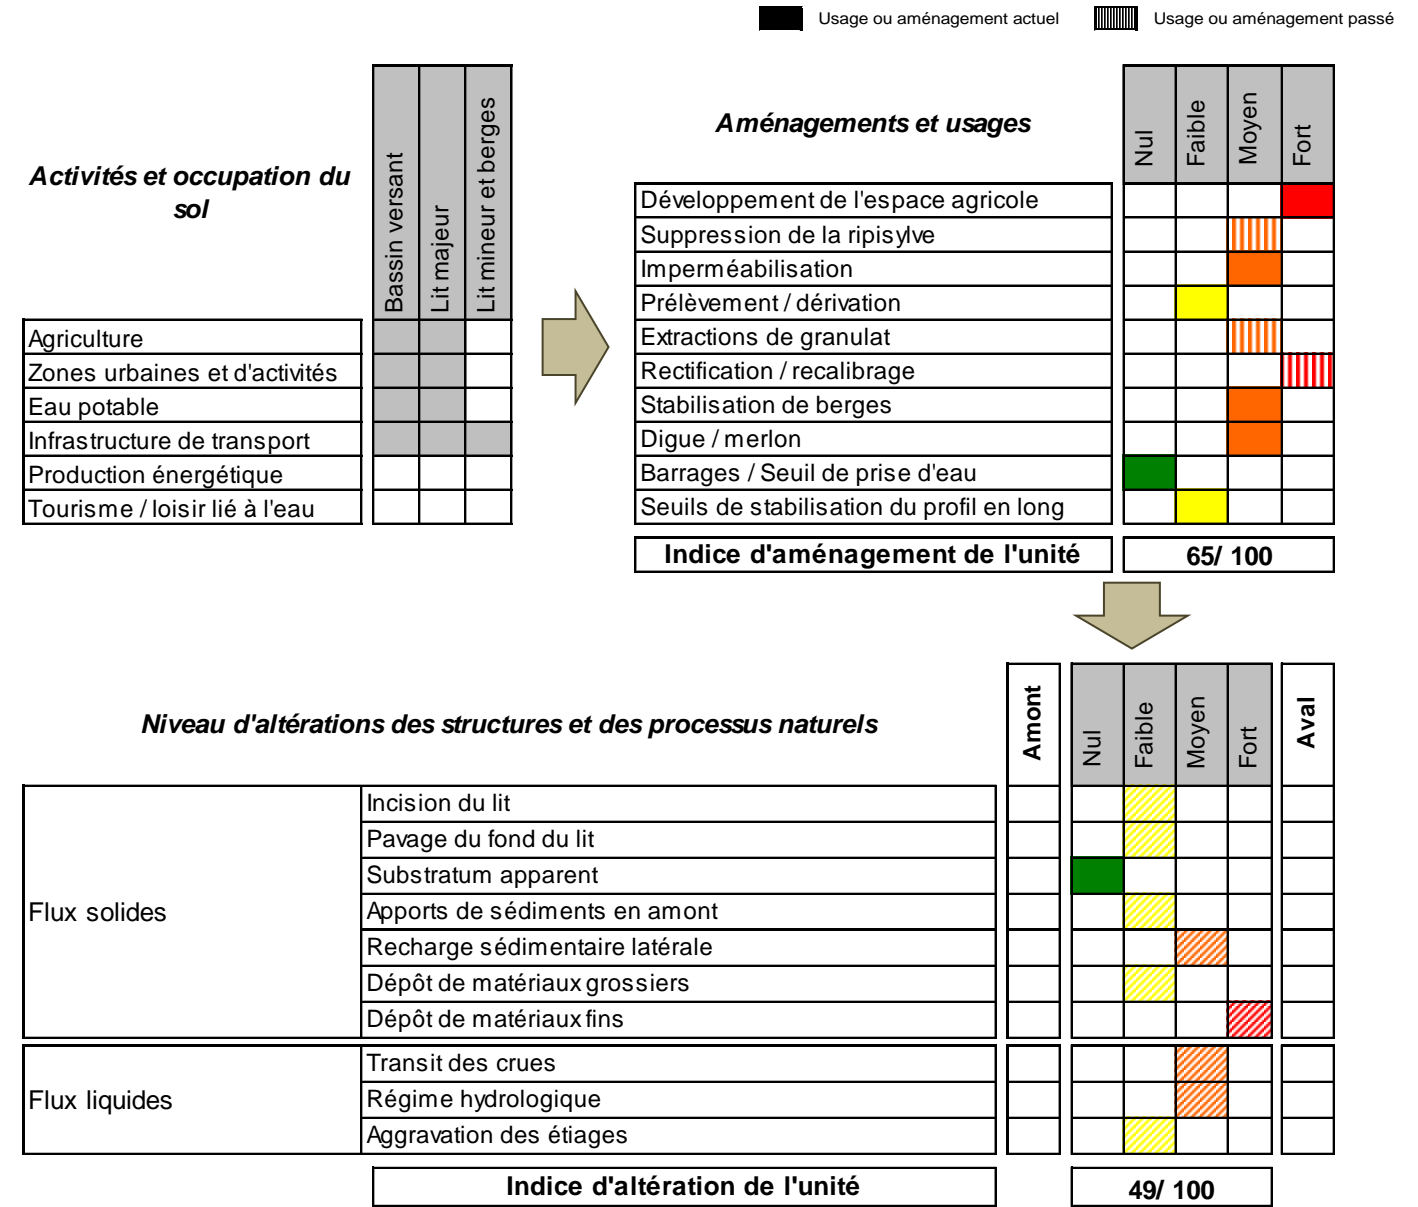 Usage ou aménagement actuel
Usage ou aménagement passé
Activités et occupation du
sol
Bassin versant
Lit majeur
Lit mineur et berges
Agriculture
Zones urbaines et d'activités
Eau potable
Infrastructure de transport
Production énergétique
Tourisme / loisir lié à l'eau
Aménagements et usages
Nul
Faible
Moyen
Fort
Développement de l'espace agricole
Suppression de la ripisylve
Imperméabilisation
Prélèvement / dérivation
Extractions de granulat
Rectification / recalibrage
Stabilisation de berges
Digue / merlon
Barrages / Seuil de prise d'eau
Seuils de stabilisation du profil en long
Indice d'aménagement de l'unité
65/ 100
Niveau d'altérations des structures et des processus naturels
Amont
Nul
Faible
Moyen
Fort
Aval
Flux solides
Incision du lit
Pavage du fond du lit
Substratum apparent
Apports de sédiments en amont
Recharge sédimentaire latérale
Dépôt de matériaux grossiers
Dépôt de matériaux fins
Flux liquides
Transit des crues
Régime hydrologique
Aggravation des étiages
Indice d'altération de l'unité
49/ 100